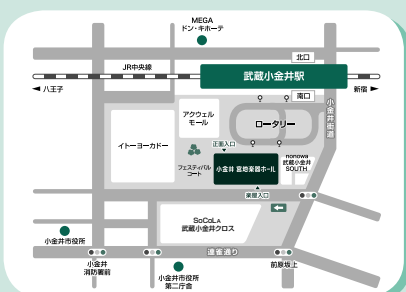 MEGA
ドン・キホーテ
北口
JR中央線
武蔵小金井駅
八王子
新宿
南口
小金井街道
アクウェル
モール
ロータリー
イトーヨーカドー
正面入口
フェスティバル
コート
小金井 宮地楽器ホール
nonowa
武蔵小金井
SOUTH
楽屋入口
SoCoLA
武蔵小金井クロス
小金井市役所
連雀通り
小金井
消防署前
小金井市役所
第二庁舎
前原坂上